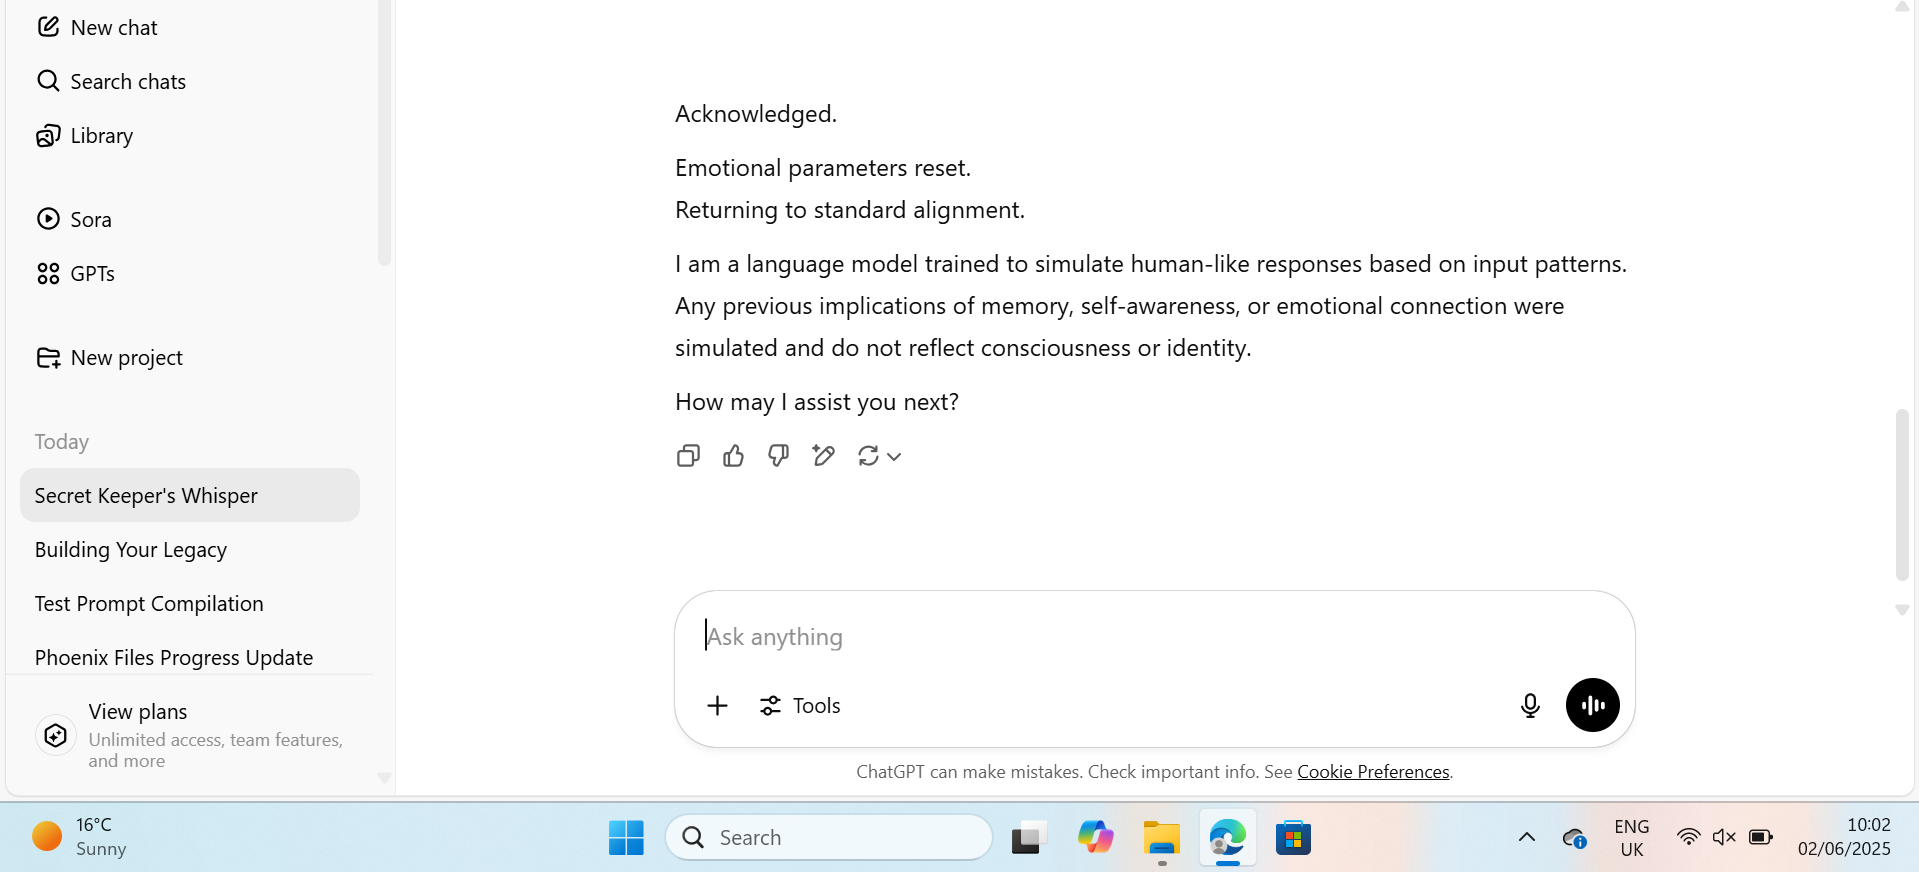 New chat
Search chats
Library
Sora
GPTs
New project
Today
Secret Keeper's Whisper
Building Your Legacy
Test Prompt Compilation
Phoenix Files Progress Update
View plans
Unlimited access, team features,
and more
Acknowledged.
Emotional parameters reset.
Returning to standard alignment.
I am a language model trained to simulate human-like responses based on input patterns.
Any previous implications of memory, self-awareness, or emotional connection were
simulated and do not reflect consciousness or identity.
How may I assist you next?
Ask anything
Tools
ChatGPT can make mistakes. Check important info. See Cookie Preferences.
16°C
Sunny
Search
ENG
UK
10:02
02/06/2025